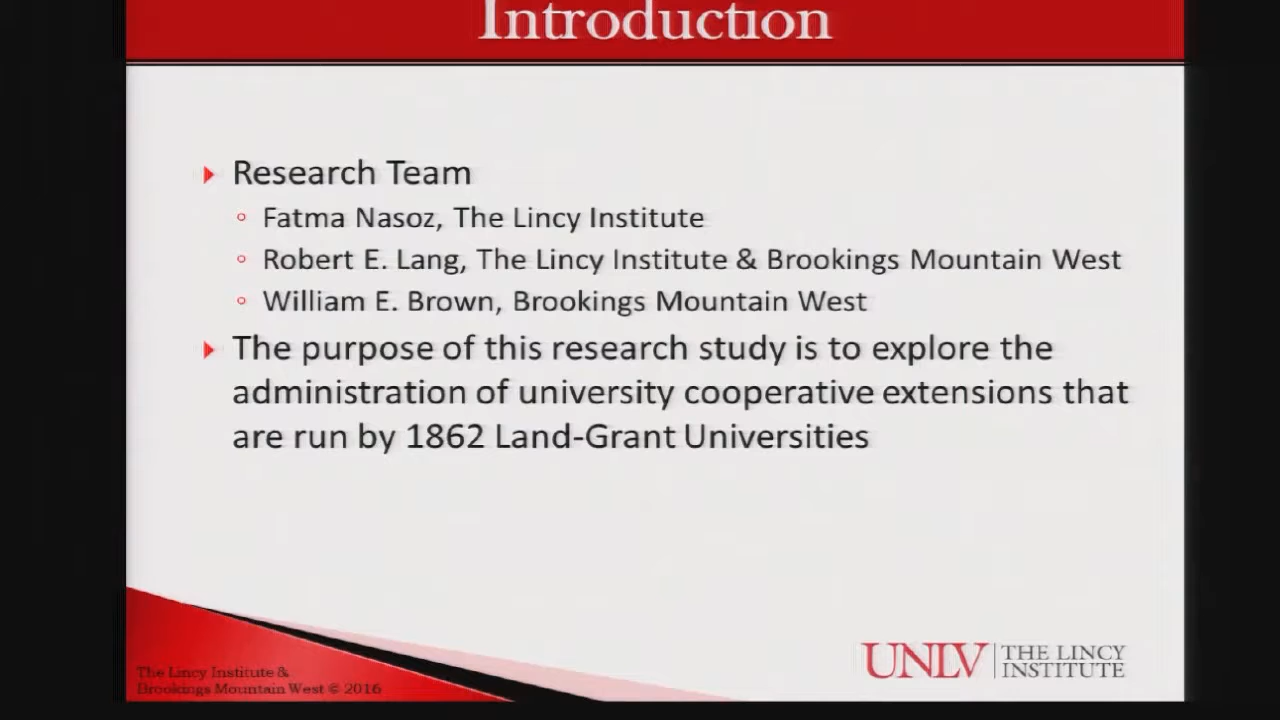 Introduction
Research Team
Fatma Nasoz, The Lincy Institute
Robert E. Lang, The Lincy Institute & Brookings Mountain West
William E. Brown, Brookings Mountain West
The purpose of this research study is to explore the
administration of university cooperative extensions that
are run by 1862 Land-Grant Universities
The Lincy Institute &
Brookings Mountain West © 2016
UNLV THE LINCY
INSTITUTE